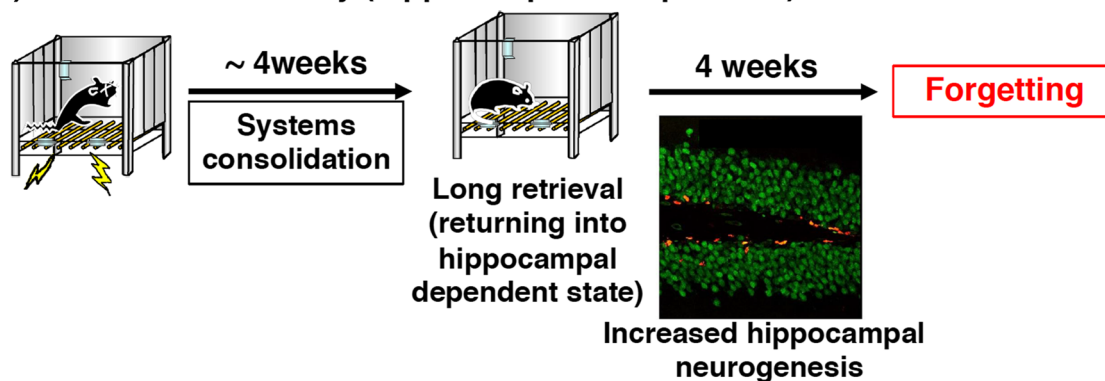 ~ 4weeks
Systems
consolidation
Long retrieval
(returning into
hippocampal
dependent state)
4 weeks
Increased hippocampal
neurogenesis
Forgetting